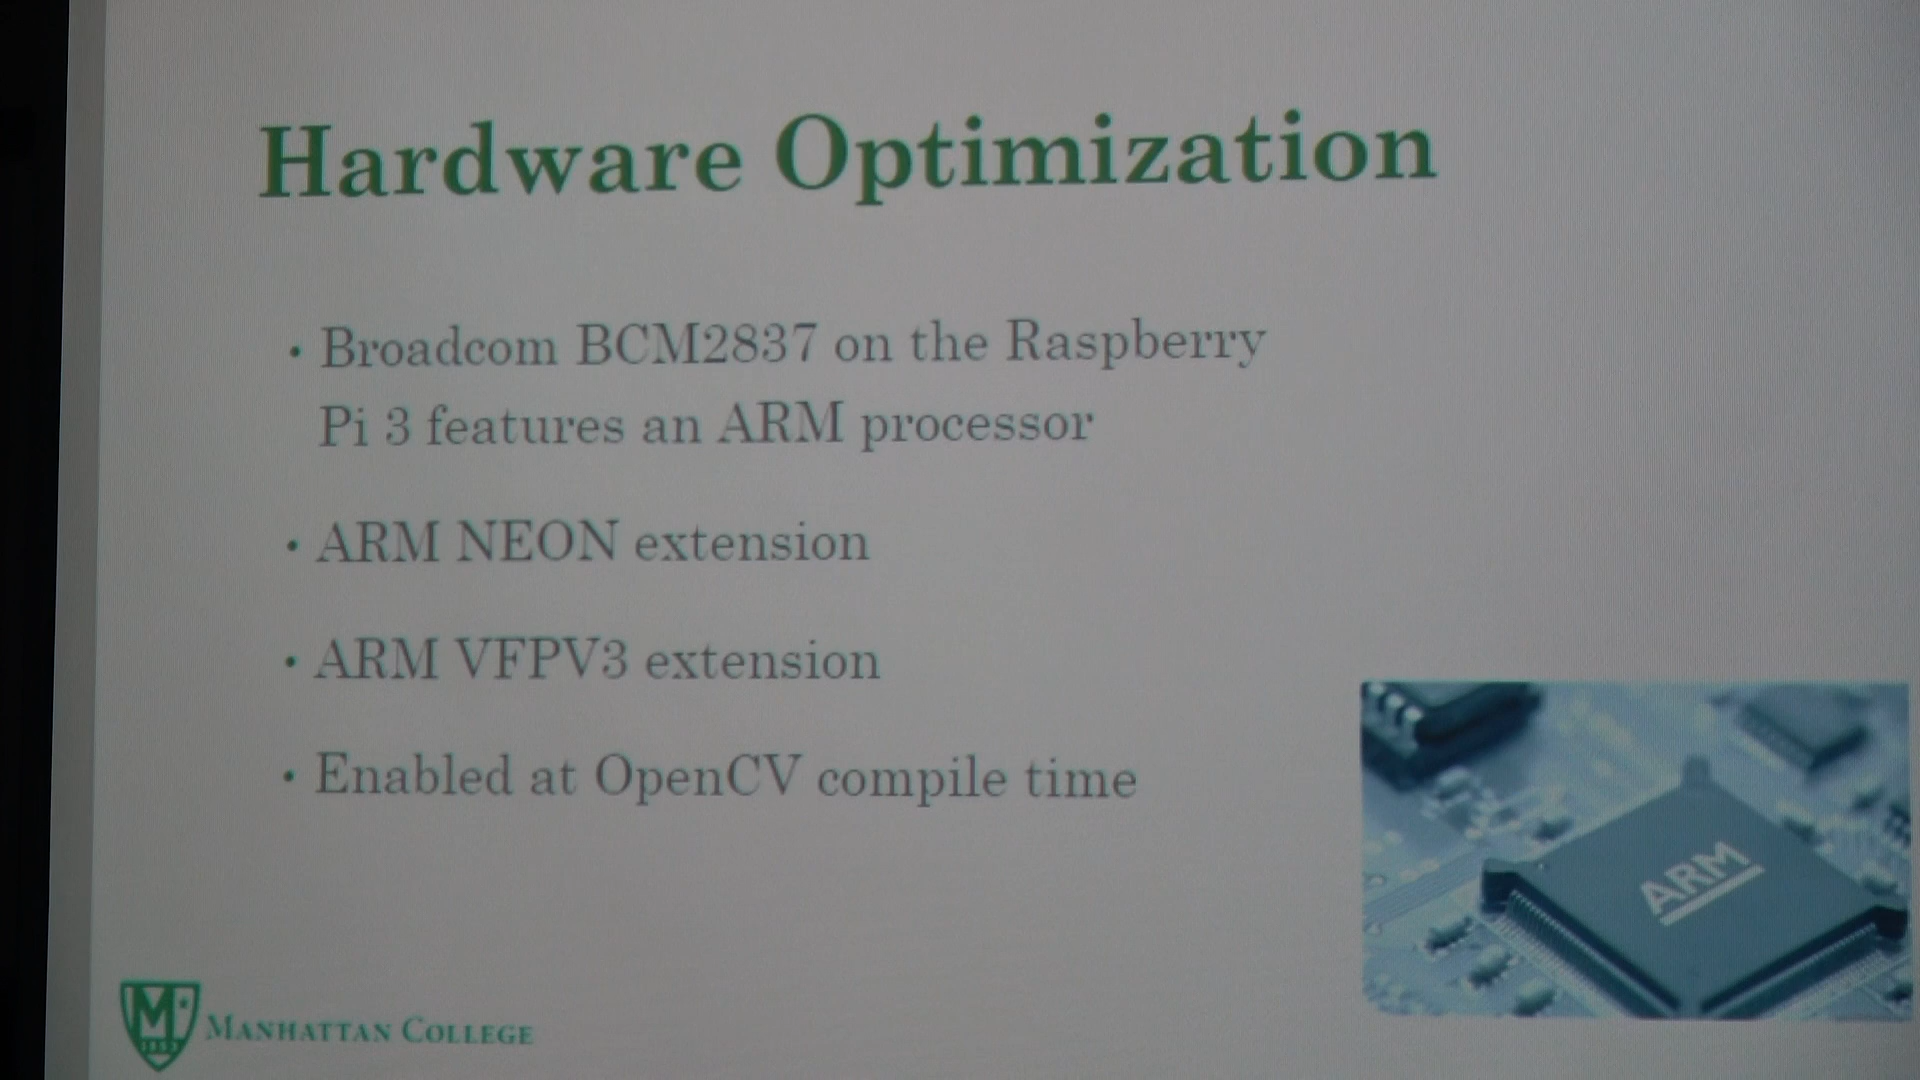 Hardware Optimization
• Broadcom BCM2837 on the Raspberry
Pi 3 features an ARM processor
• ARM NEON extension
• ARM VFPV3 extension
• Enabled at OpenCV compile time
ARM
M
1853
MANHATTAN COLLEGE